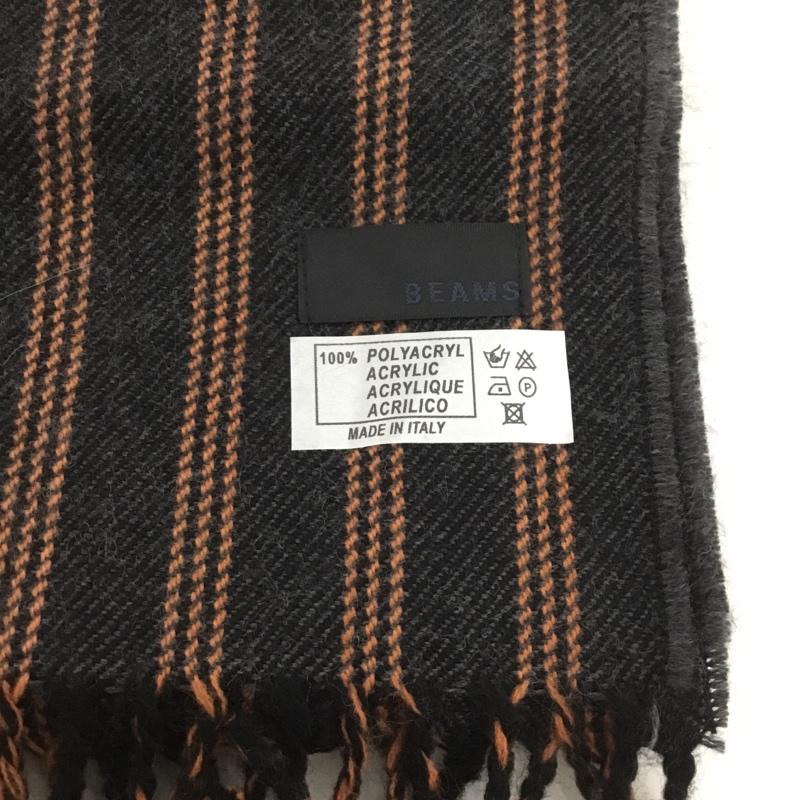 BEAMS
100% POLYACRYL
ACRYLIC
ACRYLIQUE
ACRILICO
MADE IN ITALY
P